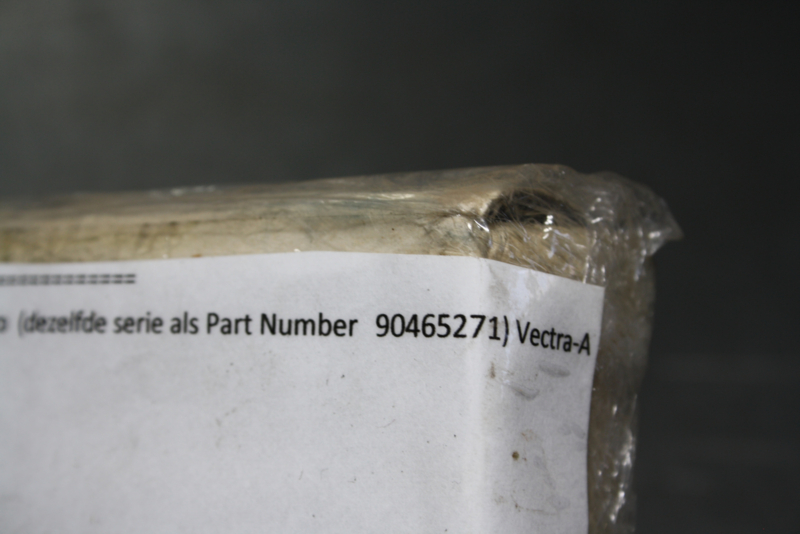 ===========
(dezelfde serie als Part Number 90465271) Vectra-A